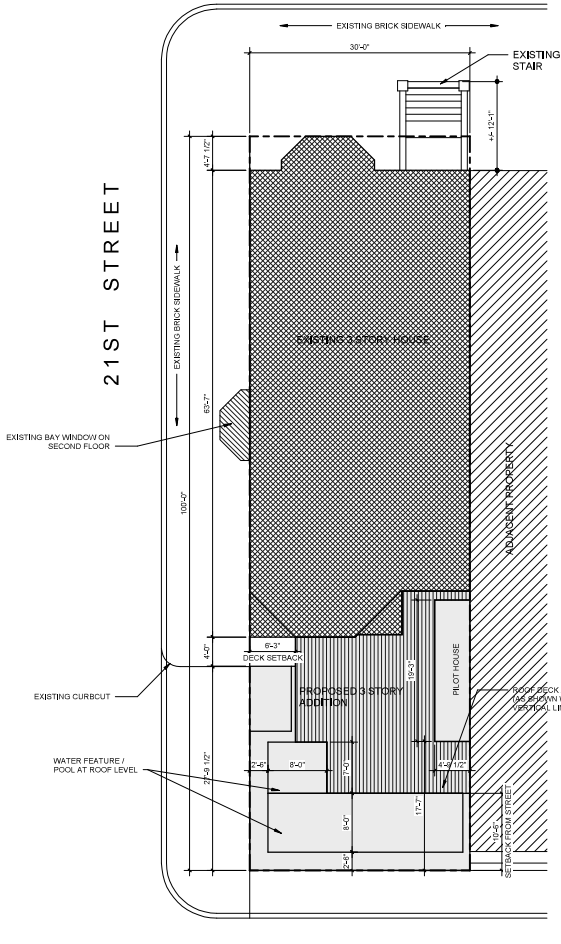 EXISTING BRICK SIDEWALK
30'-0"
EXISTING
STAIR
+/- 12'-1"
4'-7 1/2"
21ST STREET
EXISTING BRICK SIDEWALK
EXISTING 3 STORY HOUSE
63'-7"
EXISTING BAY WINDOW ON
SECOND FLOOR
100'-0"
ADJACENT PROPERTY
6'-3"
DECK SETBACK
4'-0"
19'-3"
PILOT HOUSE
EXISTING CURBCUT
PROPOSED 3 STORY
ADDITION
ROOF DECK
(AS SHOWN
VERTICAL
WATER FEATURE /
POOL AT ROOF LEVEL
27'-9 1/2"
2'-6"
8'-0"
7'-0"
4'-9 1/2"
17'-7"
8'-0"
2'-6"
10'-6"
SETBACK FROM STREET